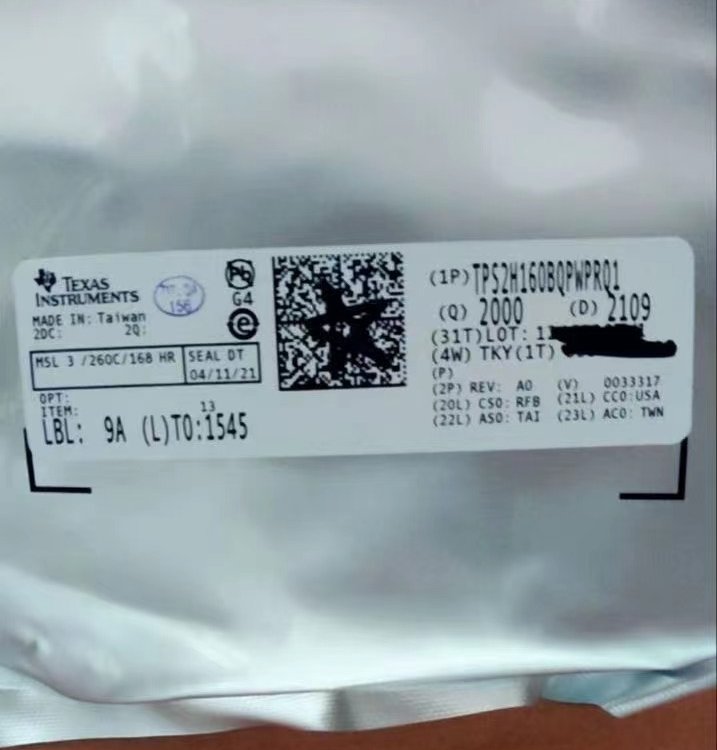 TEXAS
INSTRUMENTS
MADE IN: Taiwan
2DC: 2Q:
156
Pb
G4
e
MSL 3 /260C/168 HR
SEAL DT
04/11/21
OPT:
ITEM: 13
LBL: 9A (L)TO:1545
(1P)TPS2H160BQPWPRQ1
(Q) 2000 (D) 2109
(31T)LOT: 1
(4W) TKY(1T)
(P)
(2P) REV: A0 (V) 0033317
(20L) CSO: RFB (21L) CCO:USA
(22L) ASO: TAI (23L) ACO: TWN